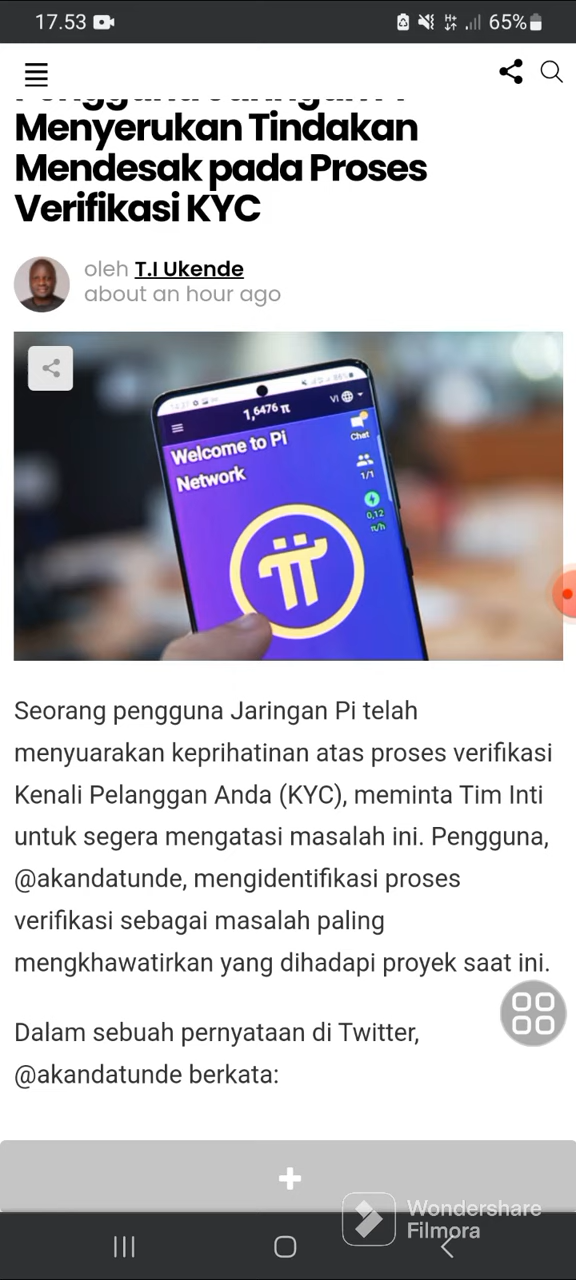 17.53
65%
Menyerukan Tindakan
Mendesak pada Proses
Verifikasi KYC
oleh T.I Ukende
about an hour ago
1,6476 π
VI
Welcome to Pi
Network
Chat
1/1
0,12
π/h
Seorang pengguna Jaringan Pi telah
menyuarakan keprihatinan atas proses verifikasi
Kenali Pelanggan Anda (KYC), meminta Tim Inti
untuk segera mengatasi masalah ini. Pengguna,
@akandatunde, mengidentifikasi proses
verifikasi sebagai masalah paling
mengkhawatirkan yang dihadapi proyek saat ini.
Dalam sebuah pernyataan di Twitter,
@akandatunde berkata:
Wondershare
Filmora